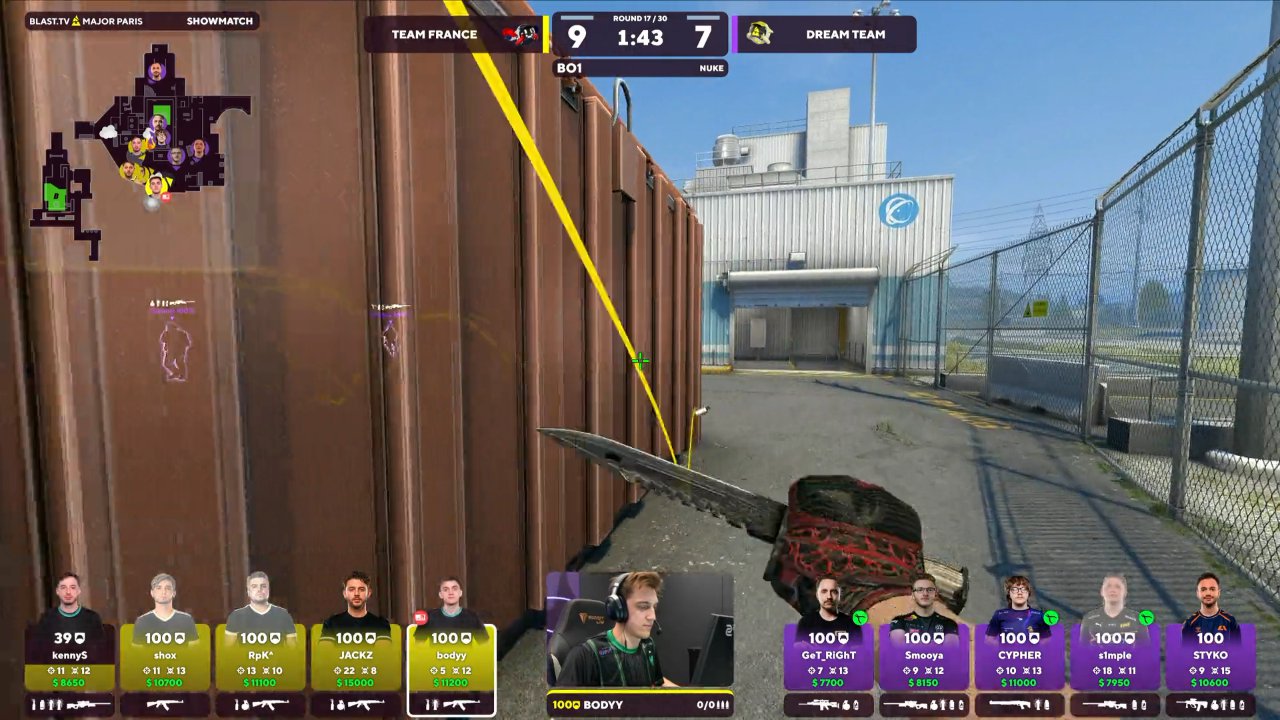 BLAST.TV MAJOR PARIS SHOWMATCH
TEAM FRANCE
9
ROUND 17 / 30
1:43
7
DREAM TEAM
BO1 NUKE
39
kennyS
11 12
$8650
100
shox
11 13
$10700
100
RpK^
13 10
$11100
100
JACKZ
22 8
$15000
100
bodyy
5 12
$11200
100 BODYY 0/0
100
GeT_RiGhT
7 13
$7700
100
Smooya
9 12
$8150
100
CYPHER
10 13
$11000
100
s1mple
18 11
$7950
100
STYKO
9 15
$10600